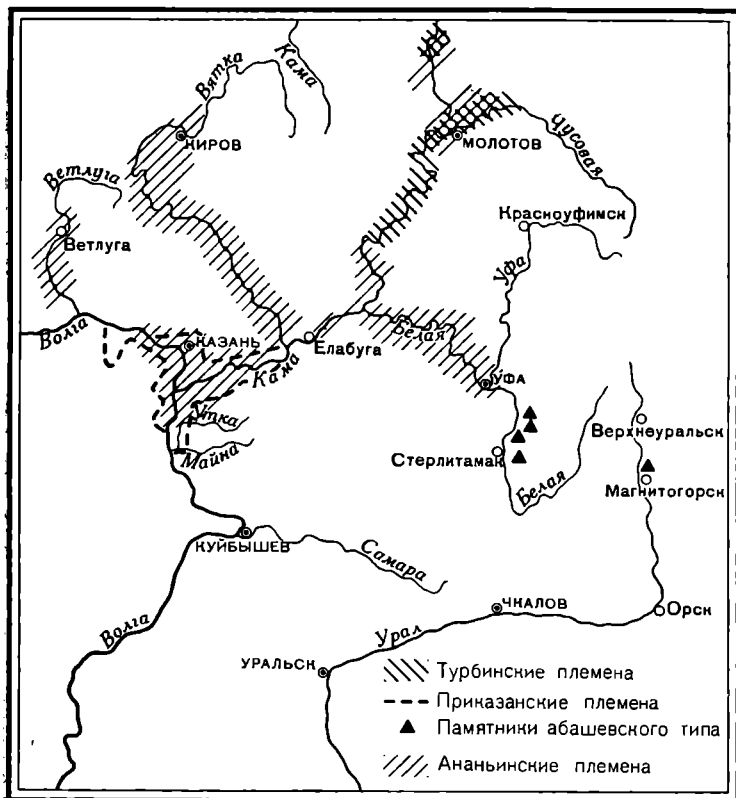 Вятка
Кама
КИРОВ
МОЛОТОВ
Чусовая
Ветлуга
Красноуфимск
Ветлуга
Уфа
Волга
КАЗАНЬ
Елабуга
Белая
Кама
УФА
Утка
Верхнеуральск
Майна
Стерлитамак
Белая
Магнитогорск
КУЙБЫШЕВ
Самара
Волга
ЧКАЛОВ
Орск
Урал
УРАЛЬСК
Турбинские племена
Приказанские племена
Памятники абашевского типа
Ананьинские племена